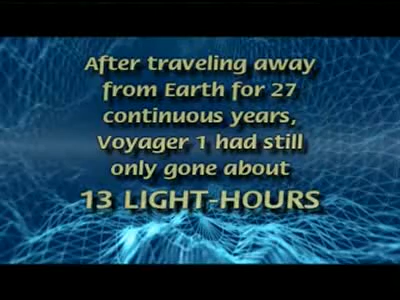 After traveling away
from Earth for 27
continuous years,
Voyager 1 had still
only gone about
13 LIGHT-HOURS